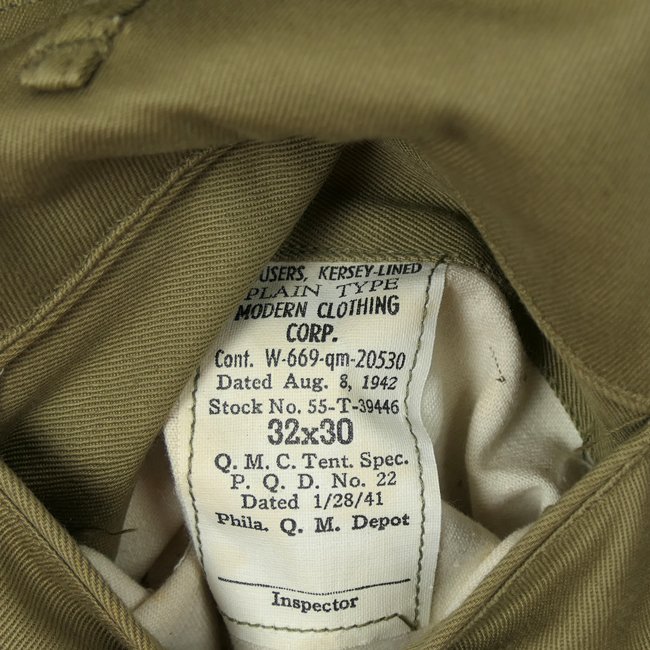 USERS, KERSEY-LINED
PLAIN TYPE
MODERN CLOTHING
CORP.
Cont. W-669-qm-20530
Dated Aug. 8, 1942
Stock No. 55-T-39446
32x30
Q. M. C. Tent. Spec.
P. Q. D. No. 22
Dated 1/28/41
Phila. Q. M. Depot
Inspector